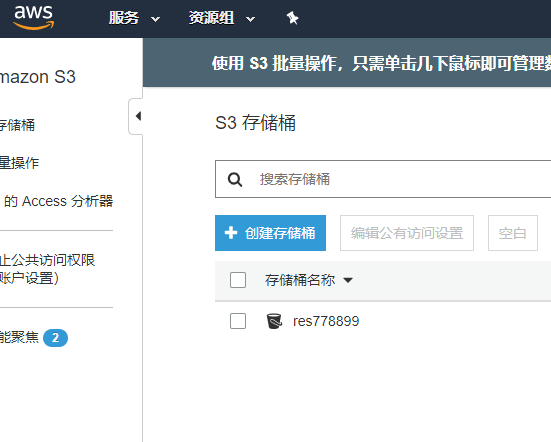 aws 服务 资源组
mazon S3
存储桶
量操作
的 Access 分析器
止公共访问权限
账户设置）
能聚焦 2
使用 S3 批量操作，只需单击几下鼠标即可管理数
S3 存储桶
搜索存储桶
创建存储桶 编辑公有访问设置 空白
存储桶名称
res778899